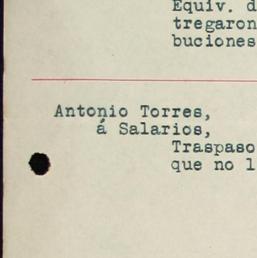 Equiv. d
tregaron
buciones
Antonio Torres,
á Salarios,
Traspaso
que no l